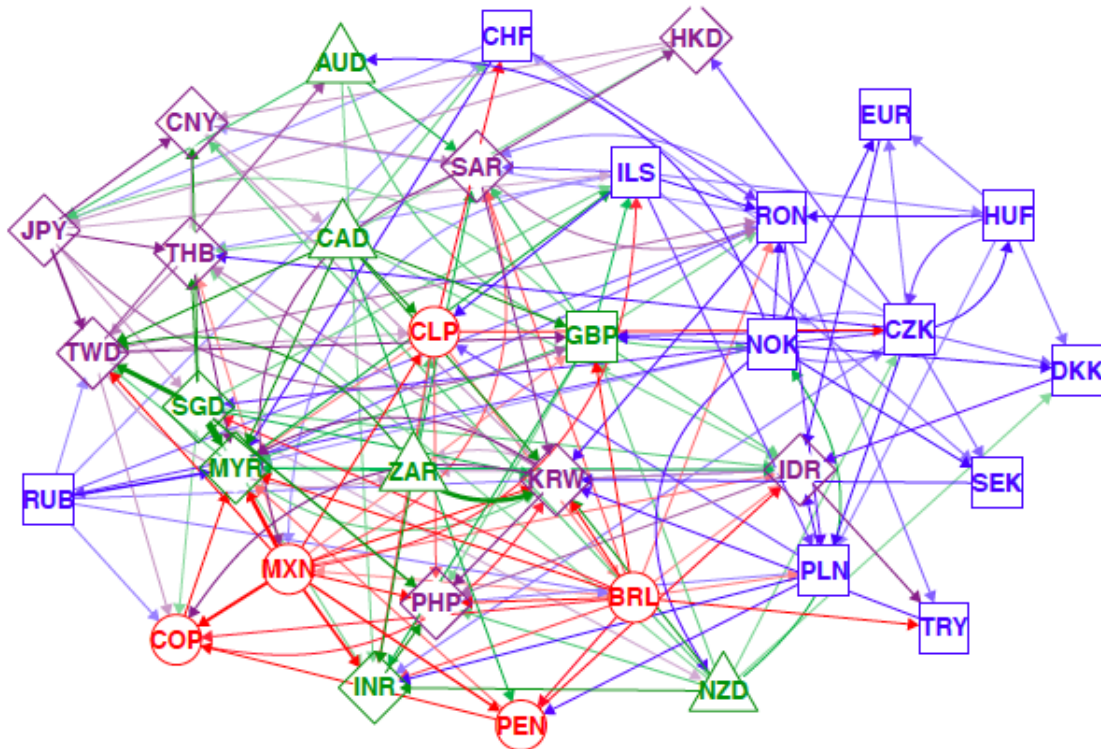 CHF
HKD
AUD
EUR
CNY
SAR
ILS
RON
HUF
JPY
CAD
THB
CLP
GBP
CZK
TWD
NOK
DKK
SGD
MYR
ZAR
KRW
IDR
SEK
RUB
MXN
PLN
PHP
BRL
TRY
COP
INR
NZD
PEN